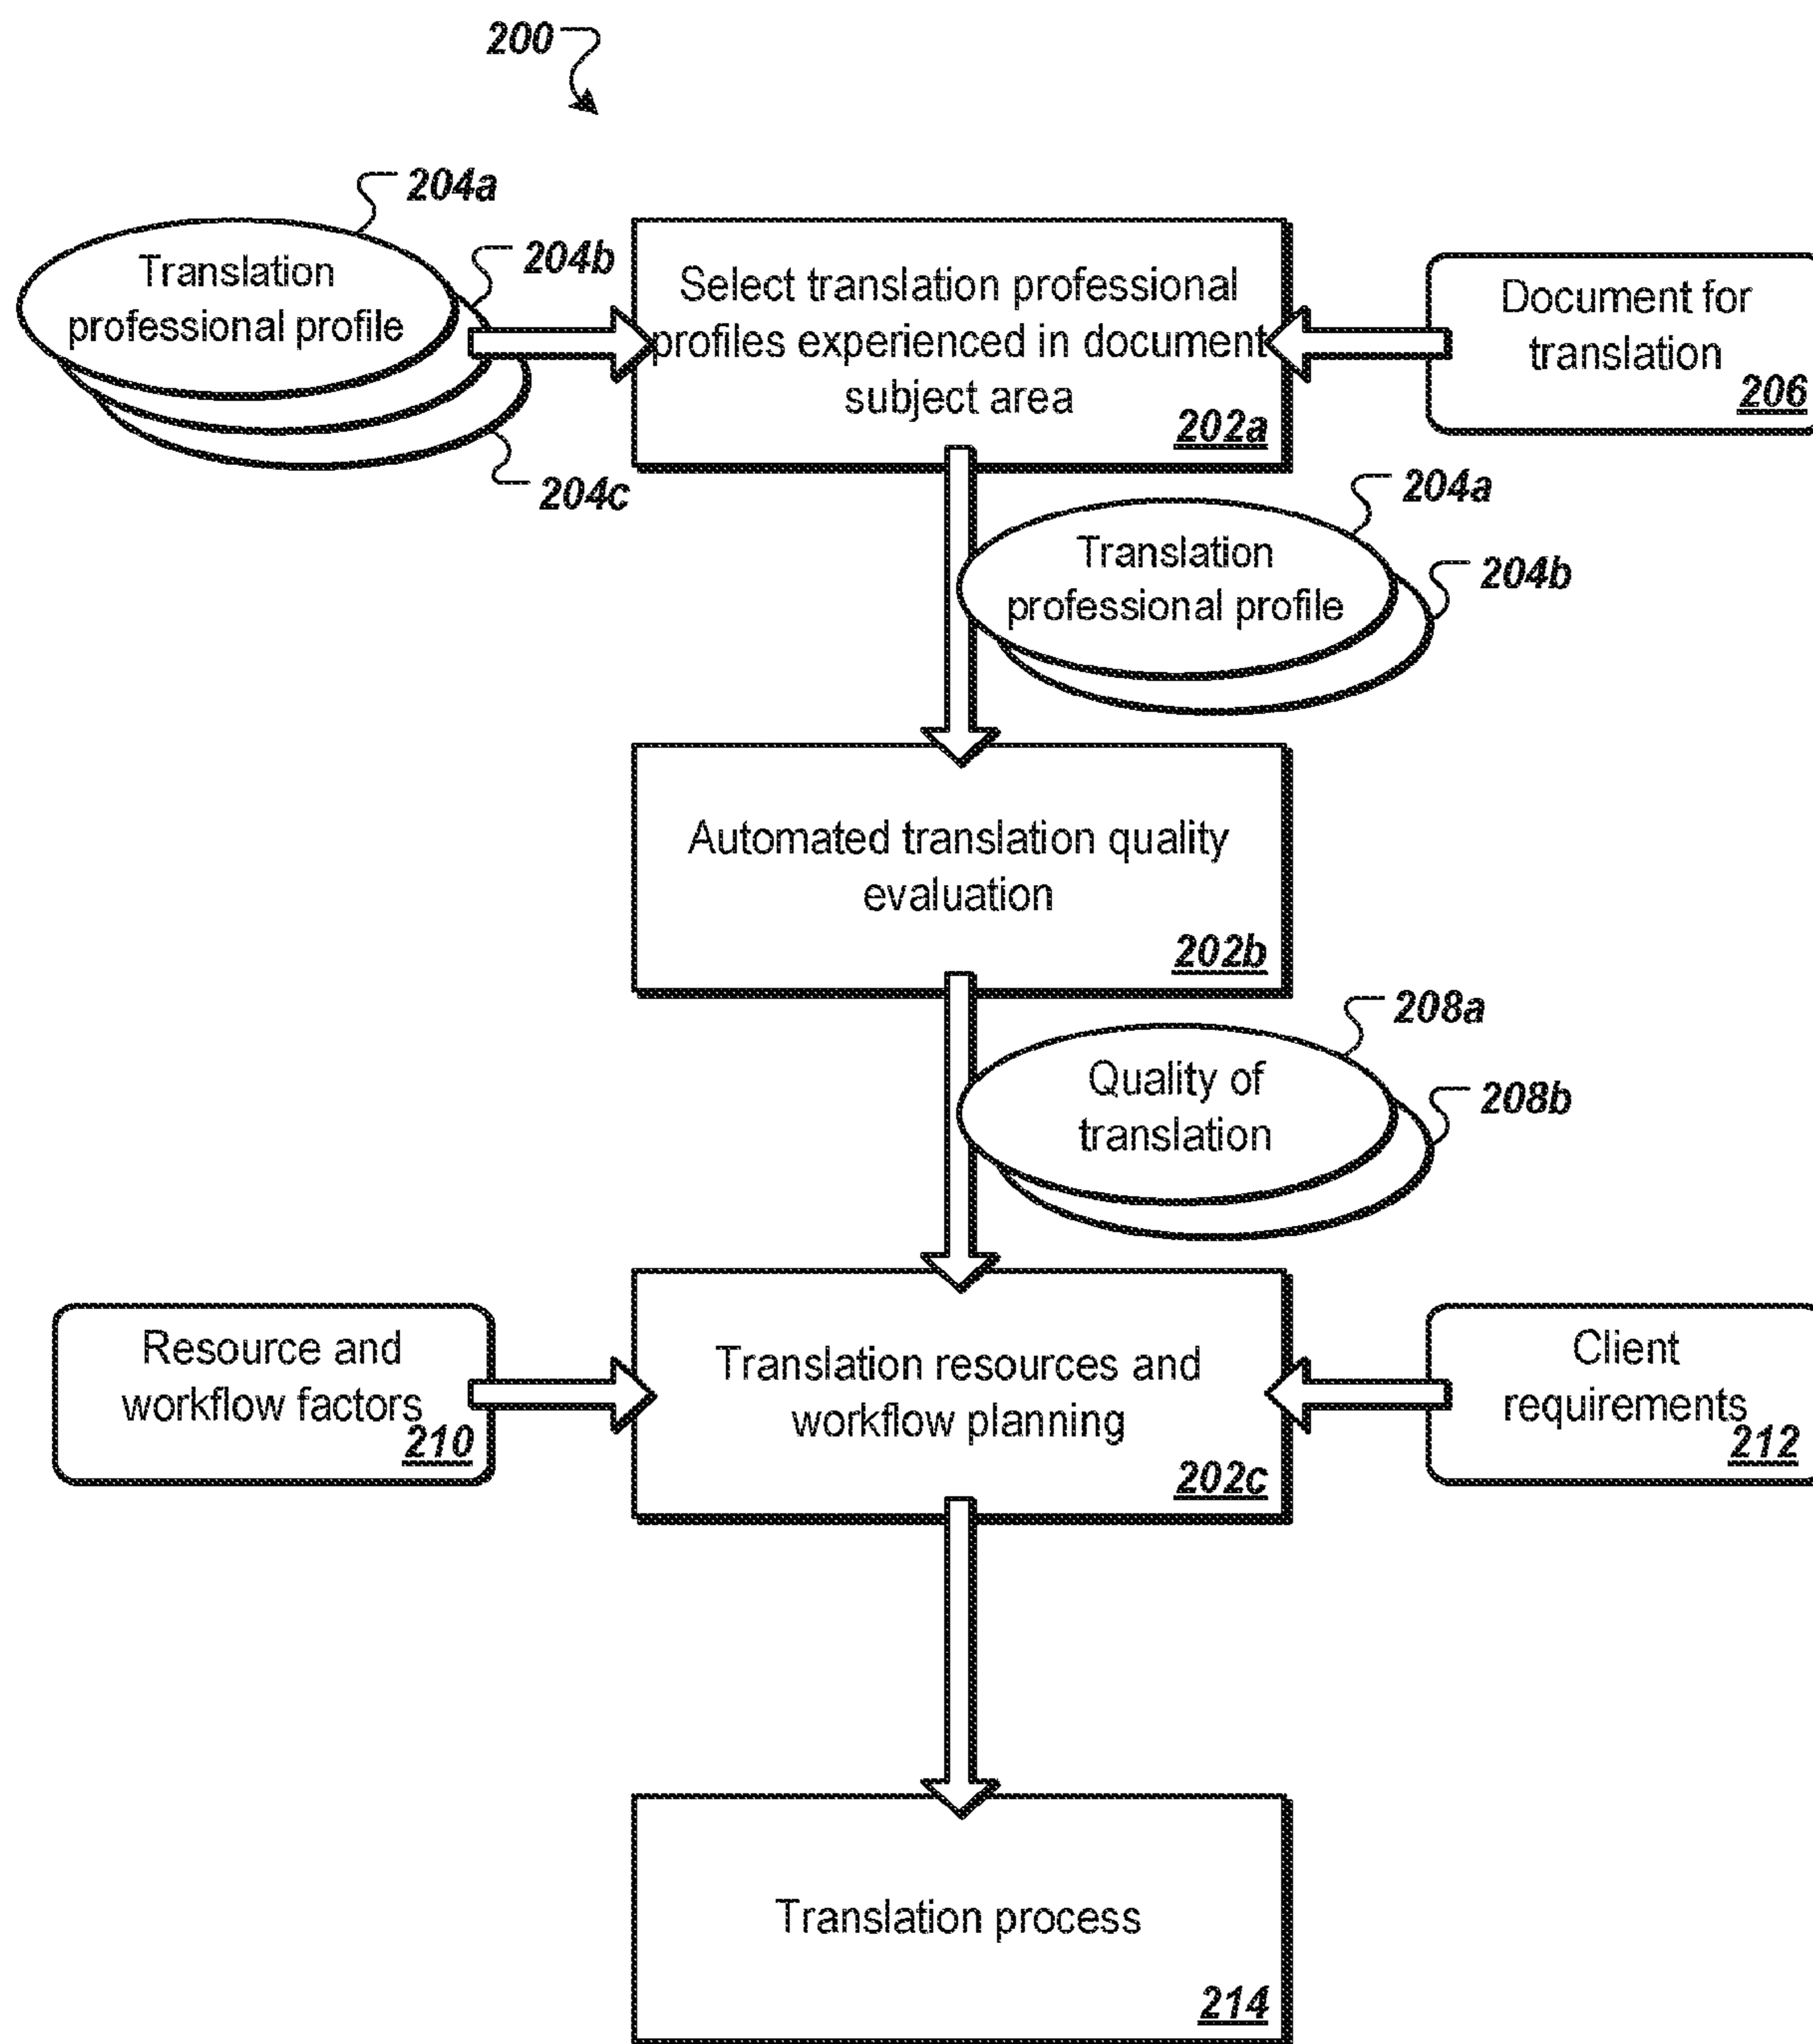 200
204a
Translation
professional profile
204b
204c
Select translation professional
profiles experienced in document
subject area
202a
Document for
translation
206
204a
Translation
professional profile
204b
Automated translation quality
evaluation
202b
208a
Quality of
translation
208b
Resource and
workflow factors
210
Translation resources and
workflow planning
202c
Client
requirements
212
Translation process
214